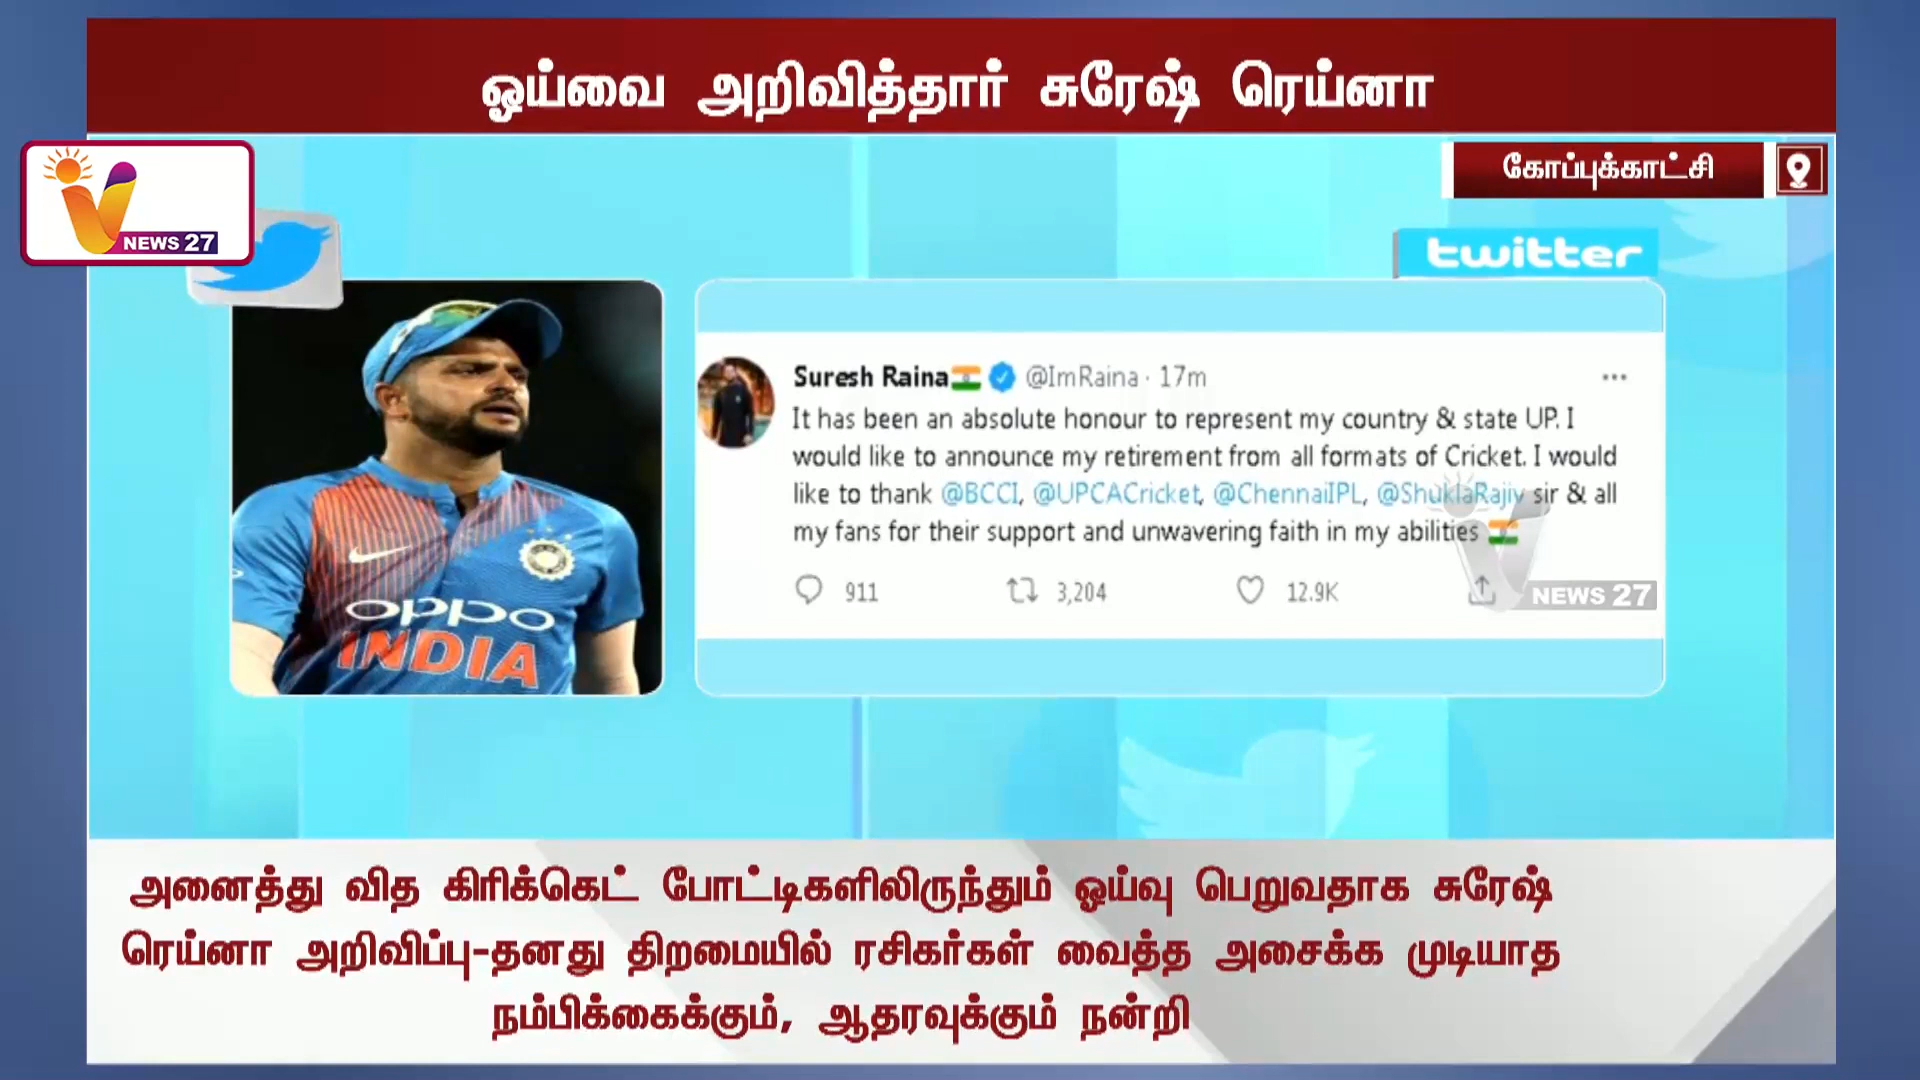 ஓய்வை அறிவித்தார் சுரேஷ் ரெய்னா
கோப்புக்காட்சி
NEWS 27
twitter
Suresh Raina🇮🇳 @ImRaina · 17m
It has been an absolute honour to represent my country & state UP. I
would like to announce my retirement from all formats of Cricket. I would
like to thank @BCCI, @UPCACricket, @ChennaiIPL, @ShuklaRajiv sir & all
my fans for their support and unwavering faith in my abilities 🇮🇳
911 3,204 12.9K
NEWS 27
oppo
INDIA
அனைத்து வித கிரிக்கெட் போட்டிகளிலிருந்தும் ஓய்வு பெறுவதாக சுரேஷ்
ரெய்னா அறிவிப்பு-தனது திறமையில் ரசிகர்கள் வைத்த அசைக்க முடியாத
நம்பிக்கைக்கும், ஆதரவுக்கும் நன்றி